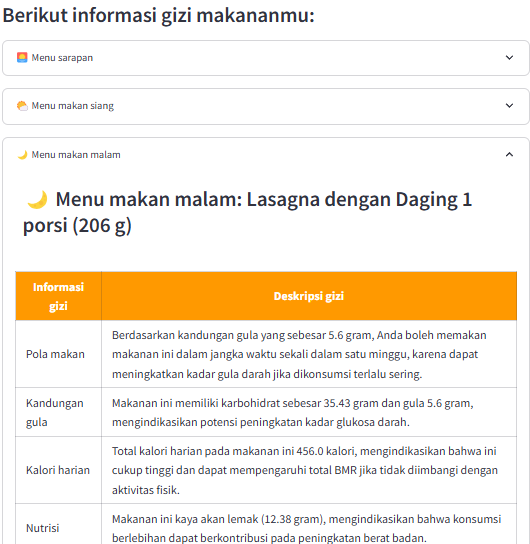 Berikut informasi gizi makananmu:
Menu sarapan
Menu makan siang
Menu makan malam
Menu makan malam: Lasagna dengan Daging 1
porsi (206 g)
Informasi
gizi
Deskripsi gizi
Pola makan
Berdasarkan kandungan gula yang sebesar 5.6 gram, Anda boleh memakan
makanan ini dalam jangka waktu sekali dalam satu minggu, karena dapat
meningkatkan kadar gula darah jika dikonsumsi terlalu sering.
Kandungan
gula
Makanan ini memiliki karbohidrat sebesar 35.43 gram dan gula 5.6 gram,
mengindikasikan potensi peningkatan kadar glukosa darah.
Kalori harian
Total kalori harian pada makanan ini 456.0 kalori, mengindikasikan bahwa ini
cukup tinggi dan dapat mempengaruhi total BMR jika tidak diimbangi dengan
aktivitas fisik.
Nutrisi
Makanan ini kaya akan lemak (12.38 gram), mengindikasikan bahwa konsumsi
berlebihan dapat berkontribusi pada peningkatan berat badan.